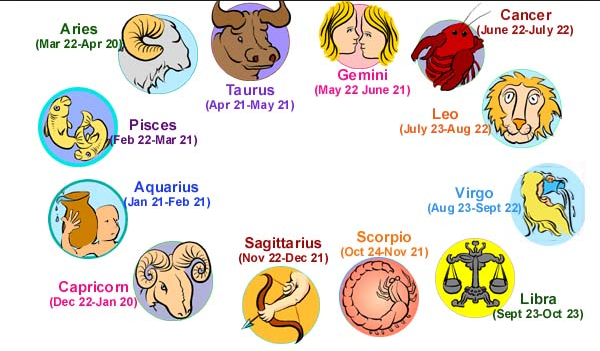 Aries
(Mar 22-Apr 20)
Taurus
(Apr 21-May 21)
Gemini
(May 22 June 21)
Cancer
(June 22-July 22)
Leo
(July 23-Aug 22)
Virgo
(Aug 23-Sept 22)
Libra
(Sept 23-Oct 23)
Scorpio
(Oct 24-Nov 21)
Sagittarius
(Nov 22-Dec 21)
Capricorn
(Dec 22-Jan 20)
Aquarius
(Jan 21-Feb 21)
Pisces
(Feb 22-Mar 21)